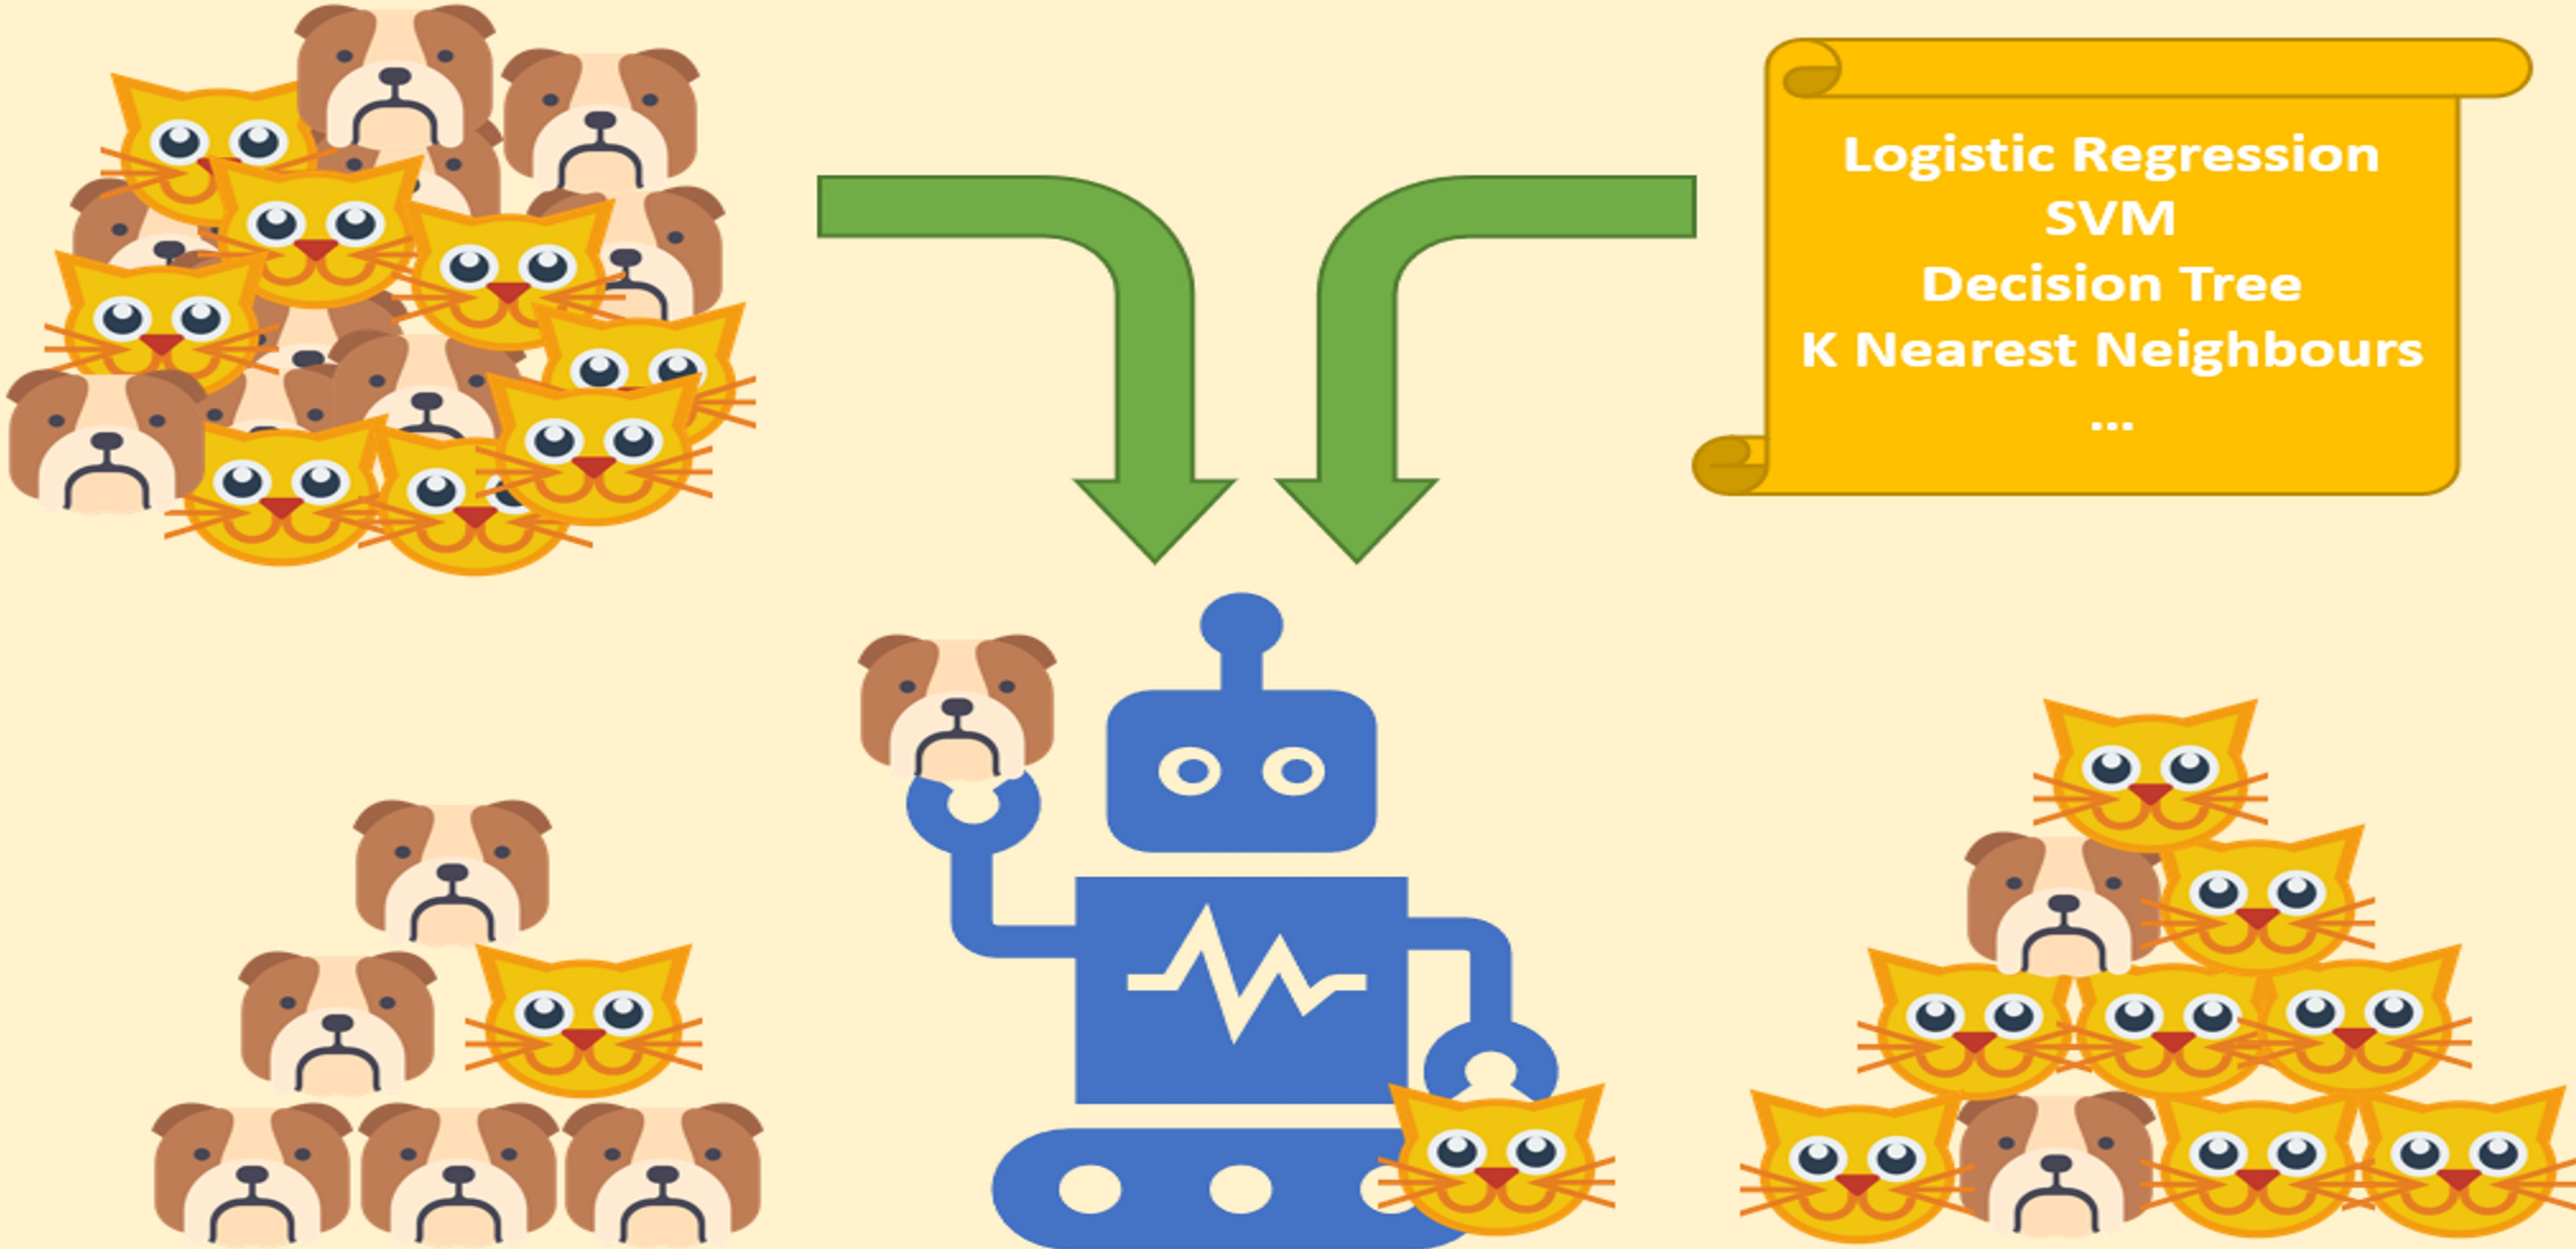 Logistic Regression
SVM
Decision Tree
K Nearest Neighbours
...